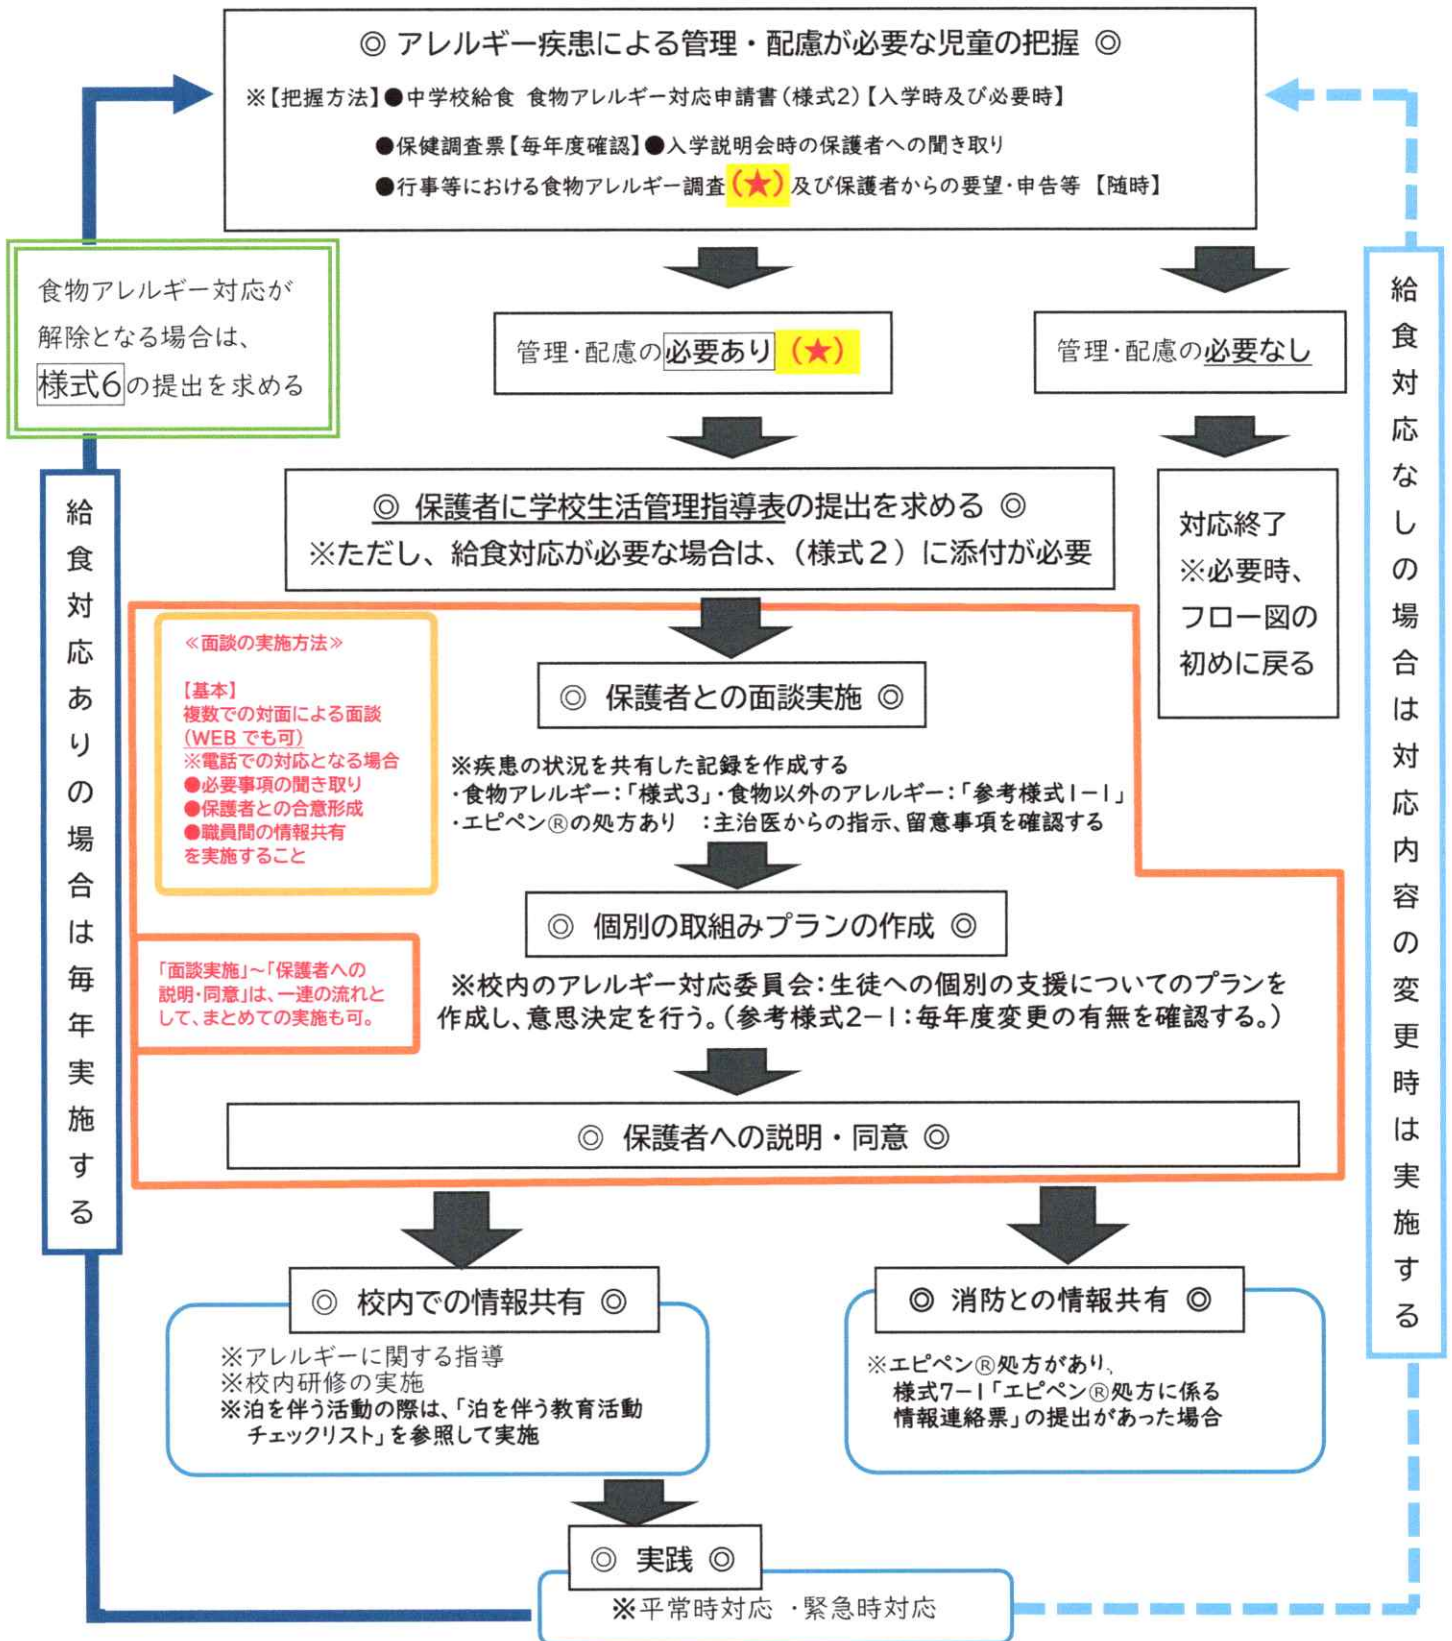 ◎ アレルギー疾患による管理・配慮が必要な児童の把握 ◎
※【把握方法】●中学校給食 食物アレルギー対応申請書(様式2)【入学時及び必要時】
●保健調査票【毎年度確認】●入学説明会時の保護者への聞き取り
●行事等における食物アレルギー調査(★)及び保護者からの要望・申告等 【随時】
食物アレルギー対応が
解除となる場合は、
様式6の提出を求める
管理・配慮の必要あり (★)
管理・配慮の必要なし
◎ 保護者に学校生活管理指導表の提出を求める ◎
※ただし、給食対応が必要な場合は、(様式2)に添付が必要
対応終了
※必要時、
フロー図の
初めに戻る
給食対応ありの場合は毎年実施する
給食対応なしの場合は対応内容の変更時は実施する
≪面談の実施方法≫
【基本】
複数での対面による面談
(WEB でも可)
※電話での対応となる場合
●必要事項の聞き取り
●保護者との合意形成
●職員間の情報共有
を実施すること
◎ 保護者との面談実施 ◎
※疾患の状況を共有した記録を作成する
・食物アレルギー:「様式3」・食物以外のアレルギー:「参考様式1-1」
・エピペン®の処方あり :主治医からの指示、留意事項を確認する
◎ 個別の取組みプランの作成 ◎
※校内のアレルギー対応委員会:生徒への個別の支援についてのプランを
作成し、意思決定を行う。(参考様式2-1:毎年度変更の有無を確認する。)
「面談実施」~「保護者への
説明・同意」は、一連の流れと
して、まとめての実施も可。
◎ 保護者への説明・同意 ◎
◎ 校内での情報共有 ◎
※アレルギーに関する指導
※校内研修の実施
※泊を伴う活動の際は、「泊を伴う教育活動
チェックリスト」を参照して実施
◎ 消防との情報共有 ◎
※エピペン®処方があり、
様式7-1「エピペン®処方に係る
情報連絡票」の提出があった場合
◎ 実践 ◎
※平常時対応 ・緊急時対応